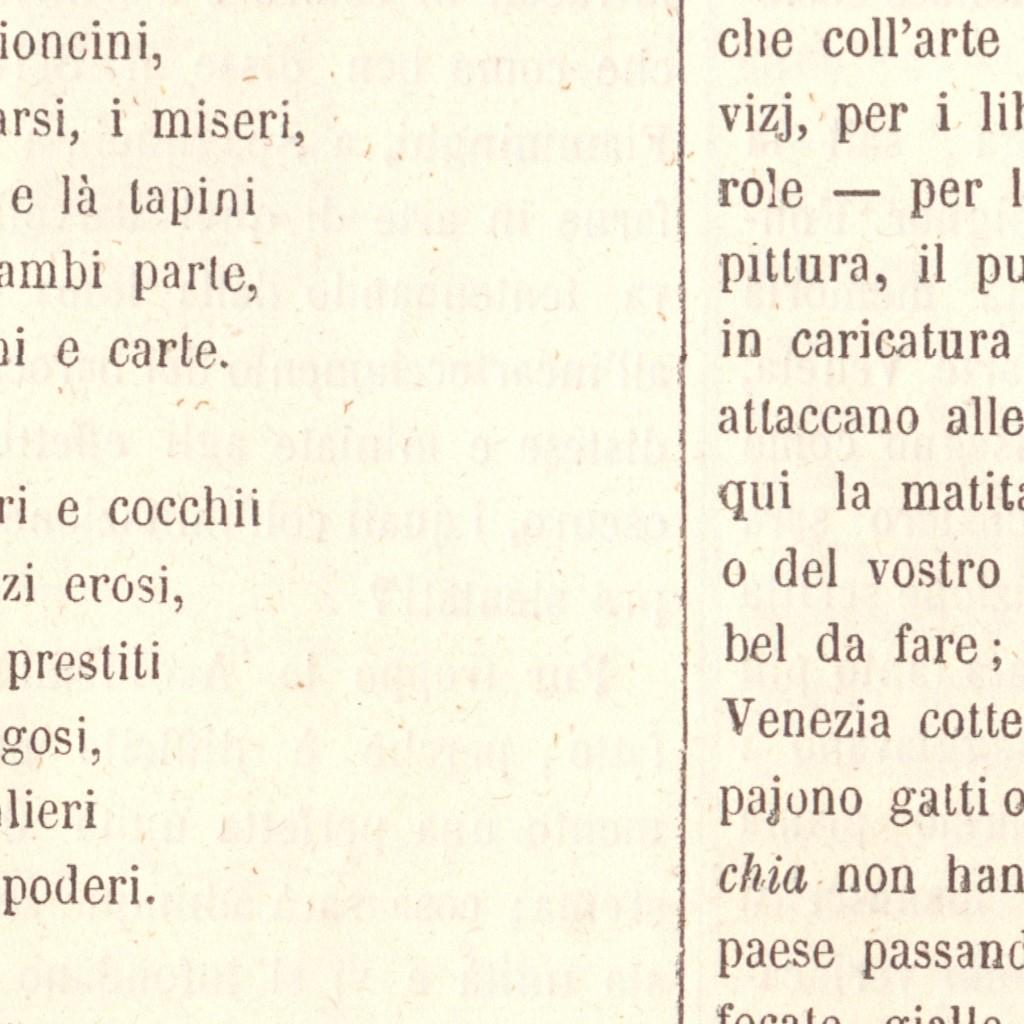 ioncini,
arsi, i miseri,
e là tapini
ambi parte,
ni e carte.
ri e cocchii
zi erosi,
prestiti
gosi,
lieri
poderi.
che coll'arte
vizj, per i lib
role — per l
pittura, il pu
in caricatura
attaccano alle
qui la matita
o del vostro
bel da fare;
Venezia cotte
pajono gatti o
chia non han
paese passand
focate gialle